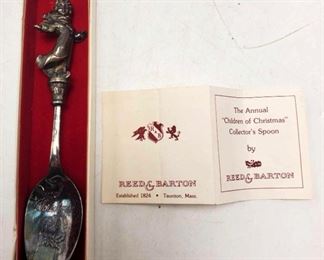 REED & BARTON
Established 1824 • Taunton, Mass.
The Annual
"Children of Christmas"
Collector's Spoon
by
REED & BARTON